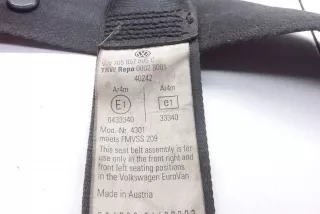 TRW Repa 0002 9001
40242
Ar4m Ar4m
E1 e1
0433340 33340
Mod. Nr. 4301
meets FMVSS 209
This seat belt assembly is for
use only in the front right and
front left seating positions
in the Volkswagen EuroVan
Made in Austria